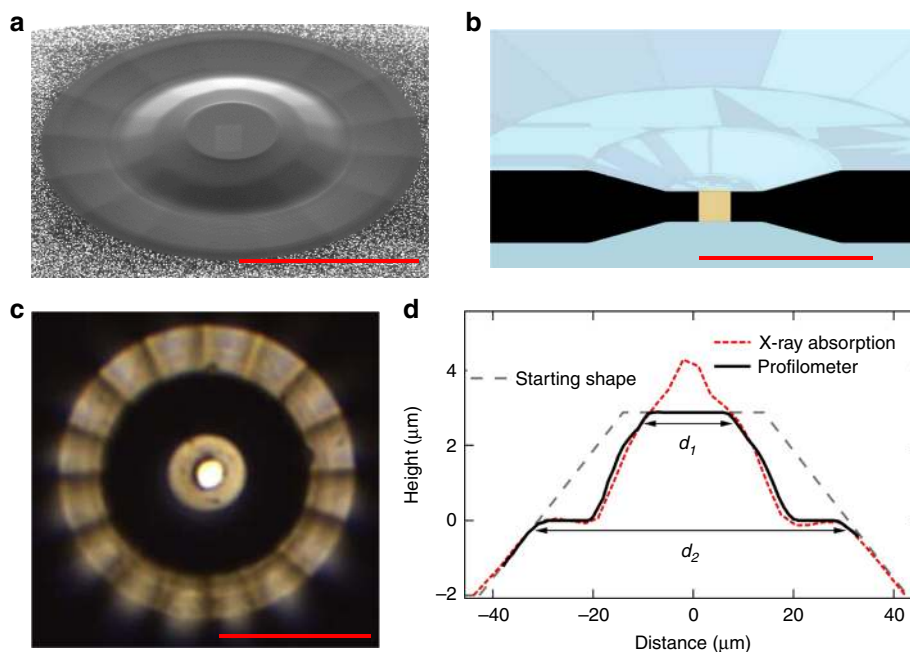 a
b
c
d
X-ray absorption
Profilometer
Starting shape
Height (μm)
4
2
0
−2
d1
d2
−40
−20
0
20
40
Distance (μm)